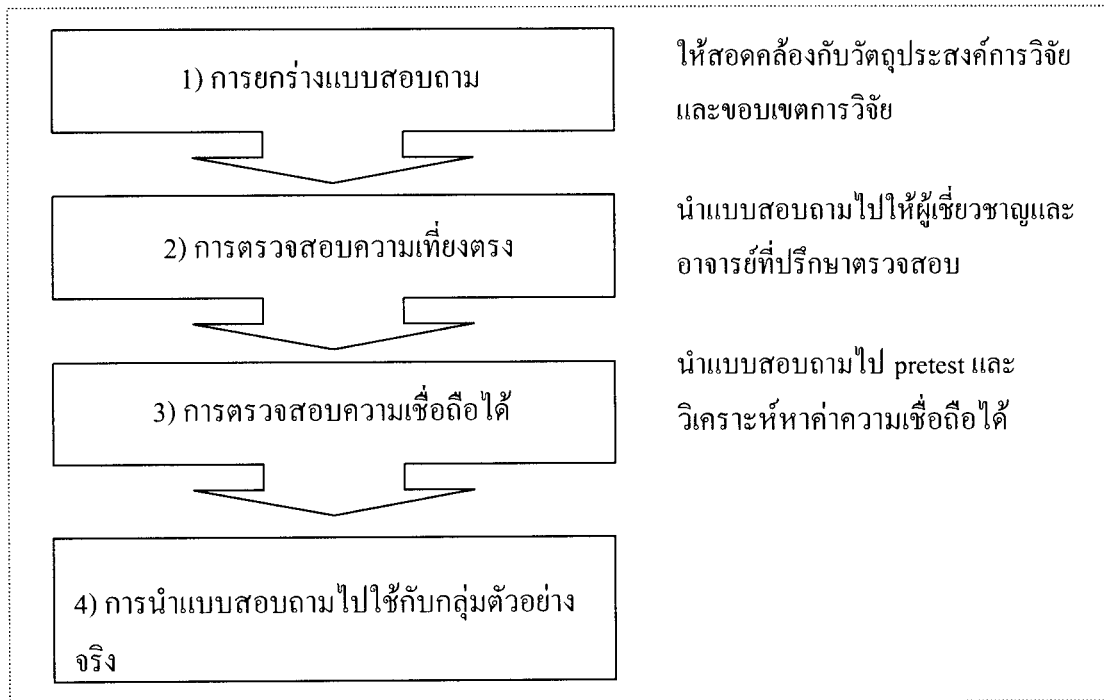 1) การยกร่างแบบสอบถาม
ให้สอดคล้องกับวัตถุประสงค์การวิจัย
และขอบเขตการวิจัย
2) การตรวจสอบความเที่ยงตรง
นำแบบสอบถามไปให้ผู้เชี่ยวชาญและ
อาจารย์ที่ปรึกษาตรวจสอบ
3) การตรวจสอบความเชื่อถือได้
นำแบบสอบถามไป pretest และ
วิเคราะห์หาค่าความเชื่อถือได้
4) การนำแบบสอบถามไปใช้กับกลุ่มตัวอย่าง
จริง